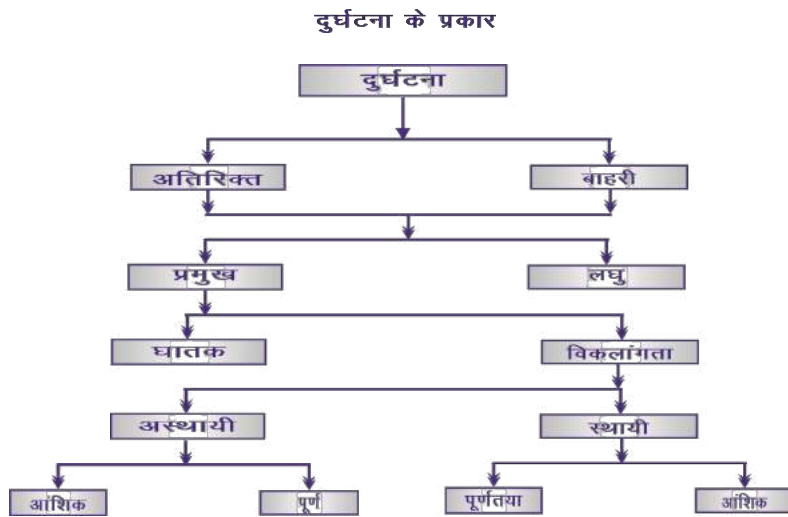 दुर्घटना के प्रकार
दुर्घटना
अतिरिक्त
बाहरी
प्रमुख
लघु
घातक
विकलांगता
अस्थायी
स्थायी
आंशिक
पूर्ण
पूर्णतया
आंशिक